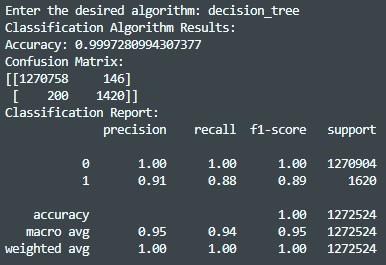 Enter the desired algorithm: decision_tree
Classification Algorithm Results:
Accuracy: 0.9997280994307377
Confusion Matrix:
[[1270758     146]
 [    200    1420]]
Classification Report:
              precision    recall  f1-score   support

           0       1.00      1.00      1.00   1270904
           1       0.91      0.88      0.89      1620

    accuracy                           1.00   1272524
   macro avg       0.95      0.94      0.95   1272524
weighted avg       1.00      1.00      1.00   1272524